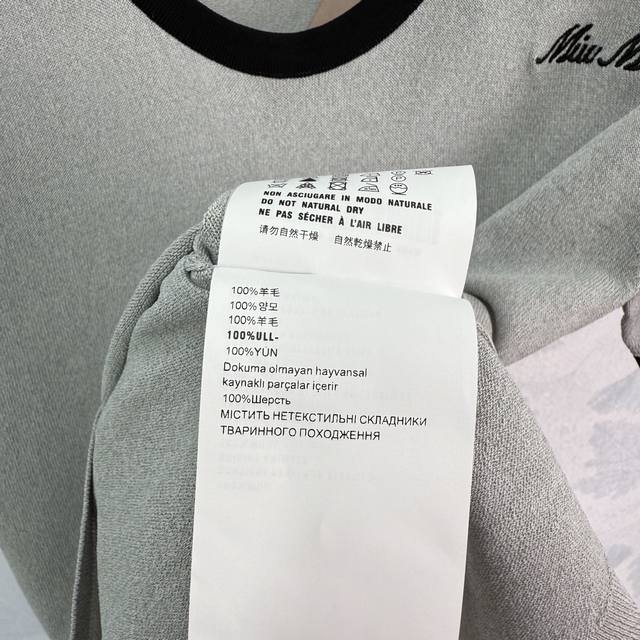 Miu M
NON ASCIUGARE IN MODO NATURALE
DO NOT NATURAL DRY
NE PAS SÉCHER À L'AIR LIBRE
请勿自然干燥 自然乾燥禁止
100%羊毛
100%양모
100%羊毛
100%ULL-
100%YÜN
Dokuma olmayan hayvansal
kaynaklı parçalar içerir
100%Шерсть
МІСТИТЬ НЕТЕКСТИЛЬНІ СКЛАДНИКИ
ТВАРИННОГО ПОХОДЖЕННЯ